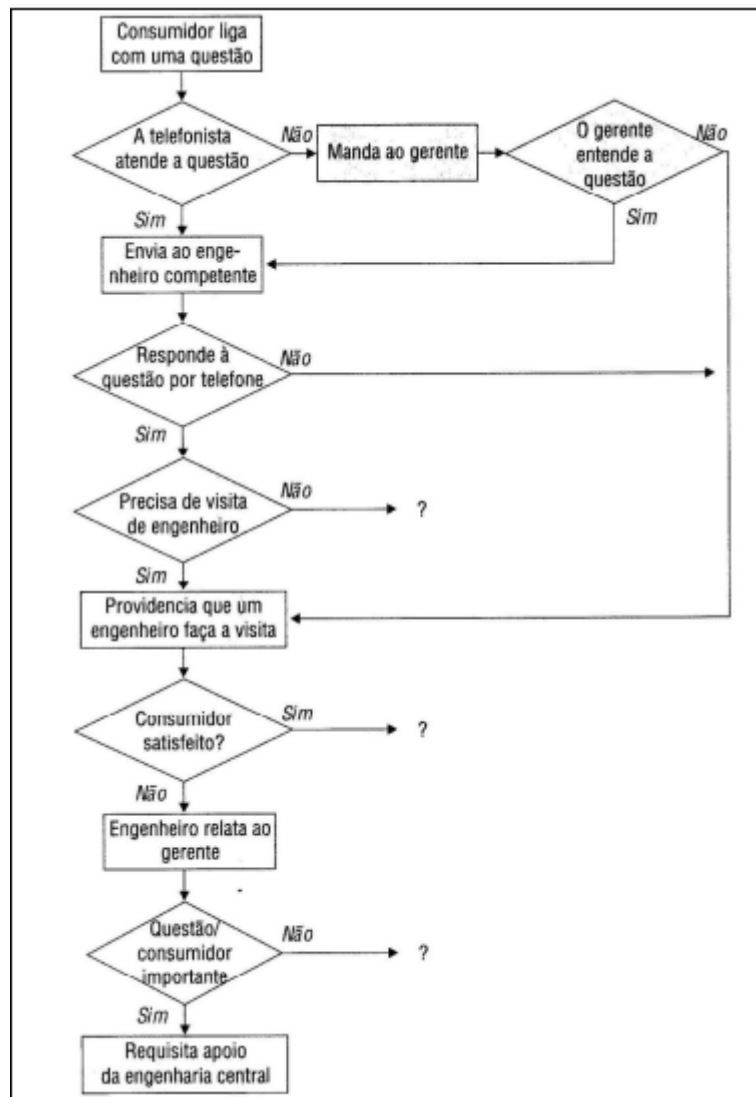 Consumidor liga
com uma questão
A telefonista
atende a questão
Não
Manda ao gerente
O gerente
entende a
questão
Não
Sim
Sim
Envia ao enge-
nheiro competente
Responde à
questão por telefone
Não
Sim
Precisa de visita
de engenheiro
Não
?
Sim
Providencia que um
engenheiro faça a visita
Consumidor
satisfeito?
Sim
?
Não
Engenheiro relata ao
gerente
Questão/
consumidor
importante
Não
?
Sim
Requisita apoio
da engenharia central